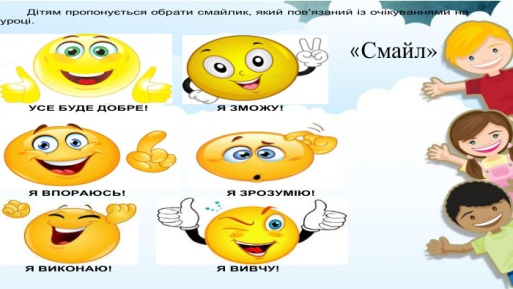 Дітям пропонується обрати смайлик, який пов'язаний із очікуваннями на
уроці.
«Смайл»
УСЕ БУДЕ ДОБРЕ!
Я ЗМОЖУ!
Я ВПОРАЮСЬ!
Я ЗРОЗУМІЮ!
Я ВИКОНАЮ!
Я ВИВЧУ!